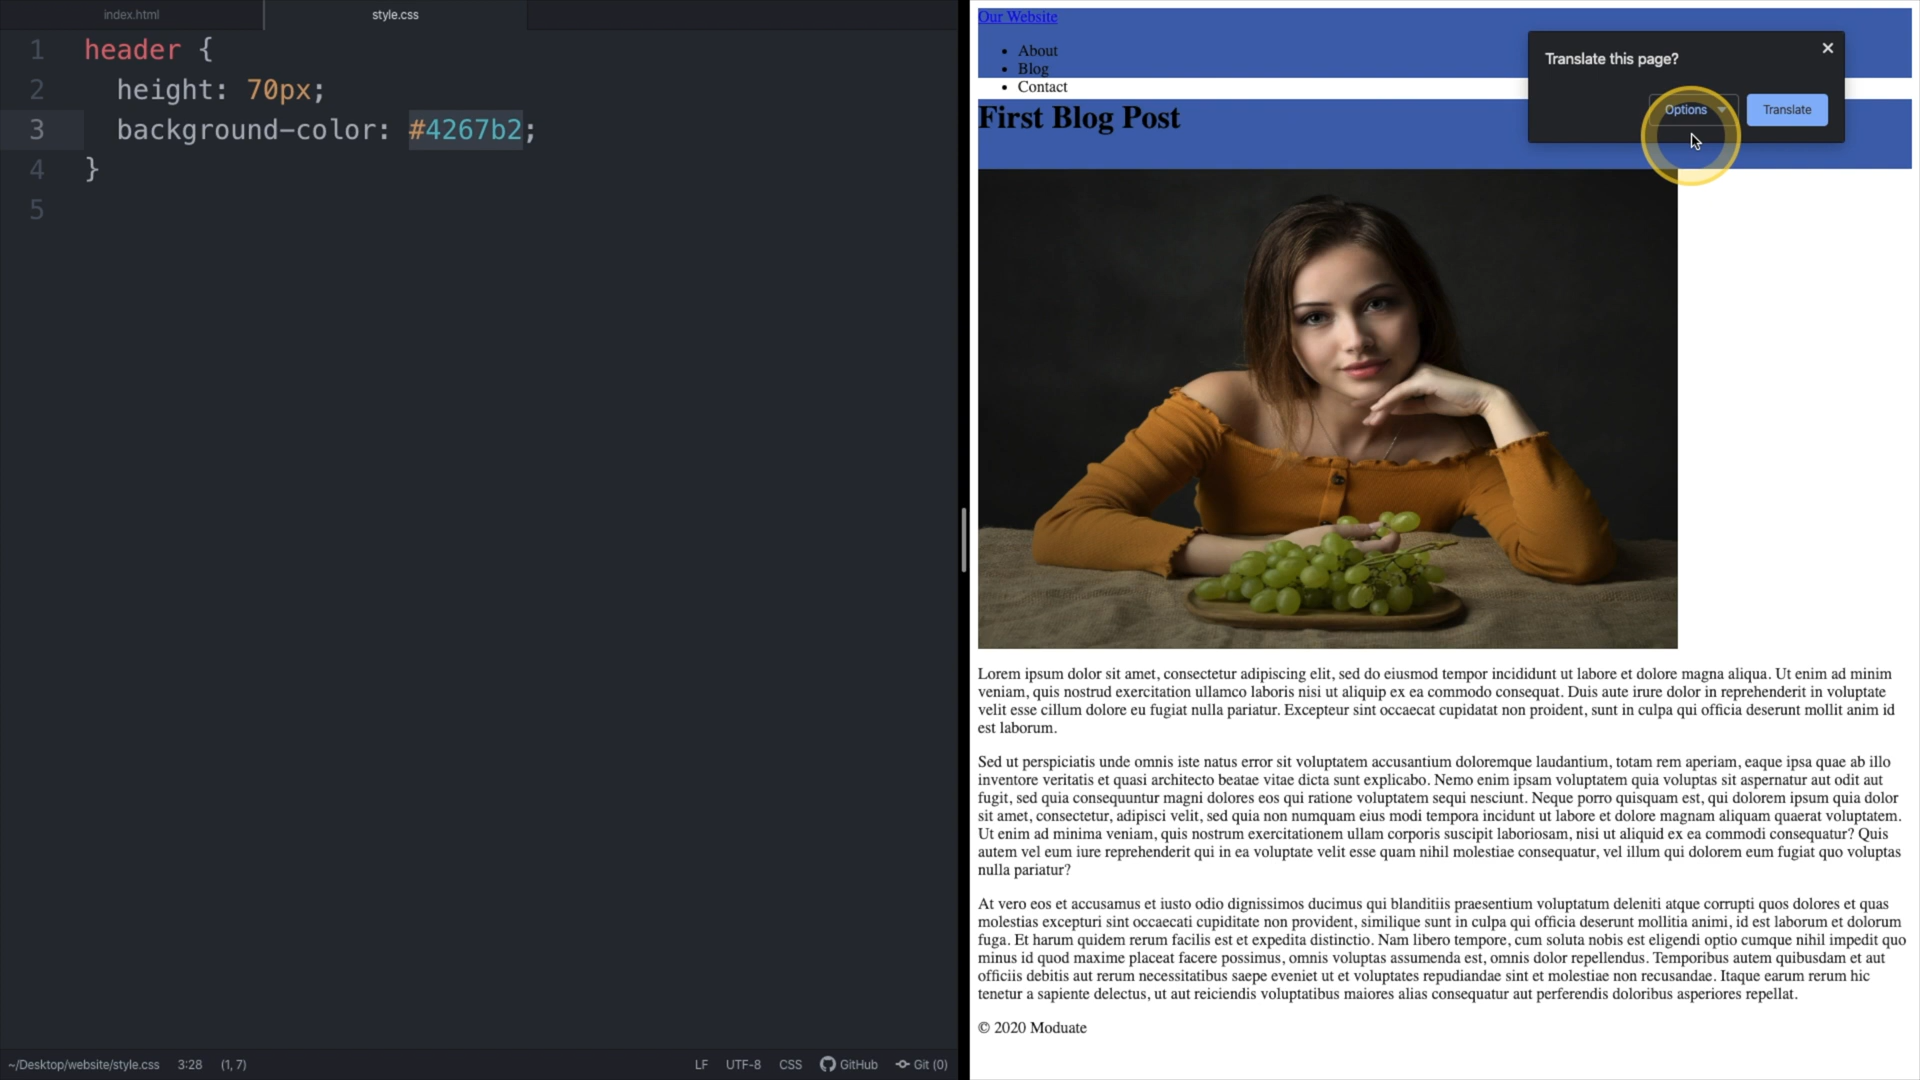 index.html
style.css
1 header {
2 height: 70px;
3 background-color: #4267b2;
4 }
5
~/Desktop/website/style.css 3:28 (1, 7) LF UTF-8 CSS GitHub Git (0)
Our Website
• About
• Blog
• Contact
Translate this page?
Options
Translate
First Blog Post
Lorem ipsum dolor sit amet, consectetur adipiscing elit, sed do eiusmod tempor incididunt ut labore et dolore magna aliqua. Ut enim ad minim
veniam, quis nostrud exercitation ullamco laboris nisi ut aliquip ex ea commodo consequat. Duis aute irure dolor in reprehenderit in voluptate
velit esse cillum dolore eu fugiat nulla pariatur. Excepteur sint occaecat cupidatat non proident, sunt in culpa qui officia deserunt mollit anim id
est laborum.
Sed ut perspiciatis unde omnis iste natus error sit voluptatem accusantium doloremque laudantium, totam rem aperiam, eaque ipsa quae ab illo
inventore veritatis et quasi architecto beatae vitae dicta sunt explicabo. Nemo enim ipsam voluptatem quia voluptas sit aspernatur aut odit aut
fugit, sed quia consequuntur magni dolores eos qui ratione voluptatem sequi nesciunt. Neque porro quisquam est, qui dolorem ipsum quia dolor
sit amet, consectetur, adipisci velit, sed quia non numquam eius modi tempora incidunt ut labore et dolore magnam aliquam quaerat voluptatem.
Ut enim ad minima veniam, quis nostrum exercitationem ullam corporis suscipit laboriosam, nisi ut aliquid ex ea commodi consequatur? Quis
autem vel eum iure reprehenderit qui in ea voluptate velit esse quam nihil molestiae consequatur, vel illum qui dolorem eum fugiat quo voluptas
nulla pariatur?
At vero eos et accusamus et iusto odio dignissimos ducimus qui blanditiis praesentium voluptatum deleniti atque corrupti quos dolores et quas
molestias excepturi sint occaecati cupiditate non provident, similique sunt in culpa qui officia deserunt mollitia animi, id est laborum et dolorum
fuga. Et harum quidem rerum facilis est et expedita distinctio. Nam libero tempore, cum soluta nobis est eligendi optio cumque nihil impedit quo
minus id quod maxime placeat facere possimus, omnis voluptas assumenda est, omnis dolor repellendus. Temporibus autem quibusdam et aut
officiis debitis aut rerum necessitatibus saepe eveniet ut et voluptates repudiandae sint et molestiae non recusandae. Itaque earum rerum hic
tenetur a sapiente delectus, ut aut reiciendis voluptatibus maiores alias consequatur aut perferendis doloribus asperiores repellat.
© 2020 Moduate